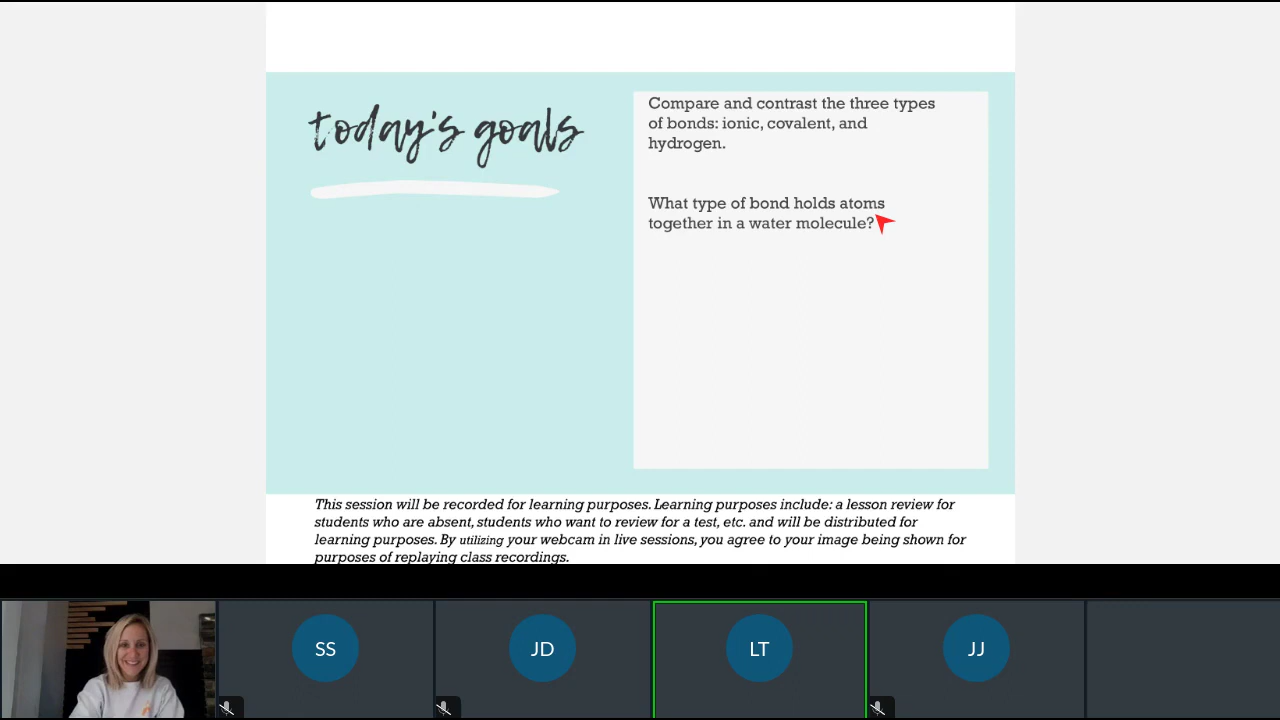 today's goals
Compare and contrast the three types
of bonds: ionic, covalent, and
hydrogen.
What type of bond holds atoms
together in a water molecule?
This session will be recorded for learning purposes. Learning purposes include: a lesson review for
students who are absent, students who want to review for a test, etc. and will be distributed for
learning purposes. By utilizing your webcam in live sessions, you agree to your image being shown for
purposes of replaying class recordings.
SS
JD
LT
JJ